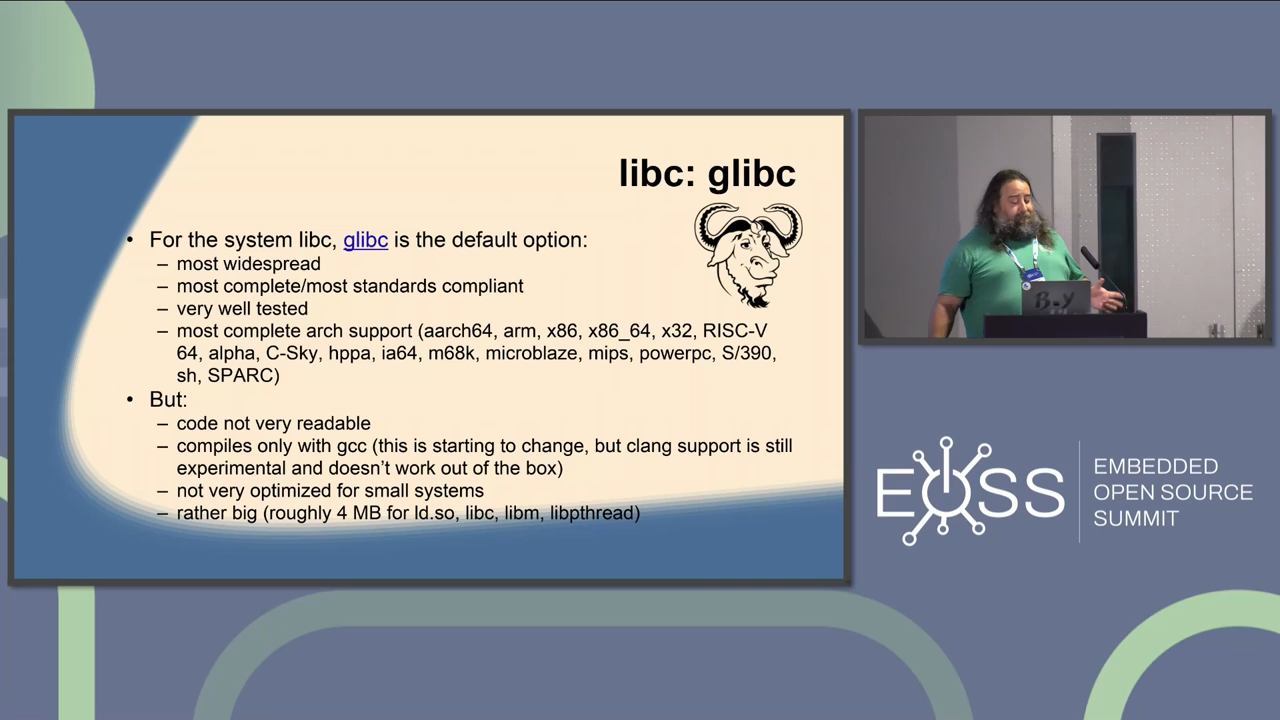 libc: glibc
• For the system libc, glibc is the default option:
– most widespread
– most complete/most standards compliant
– very well tested
– most complete arch support (aarch64, arm, x86, x86_64, x32, RISC-V
64, alpha, C-Sky, hppa, ia64, m68k, microblaze, mips, powerpc, S/390,
sh, SPARC)
• But:
– code not very readable
– compiles only with gcc (this is starting to change, but clang support is still
experimental and doesn’t work out of the box)
– not very optimized for small systems
– rather big (roughly 4 MB for ld.so, libc, libm, libpthread)
EOSS
EMBEDDED
OPEN SOURCE
SUMMIT